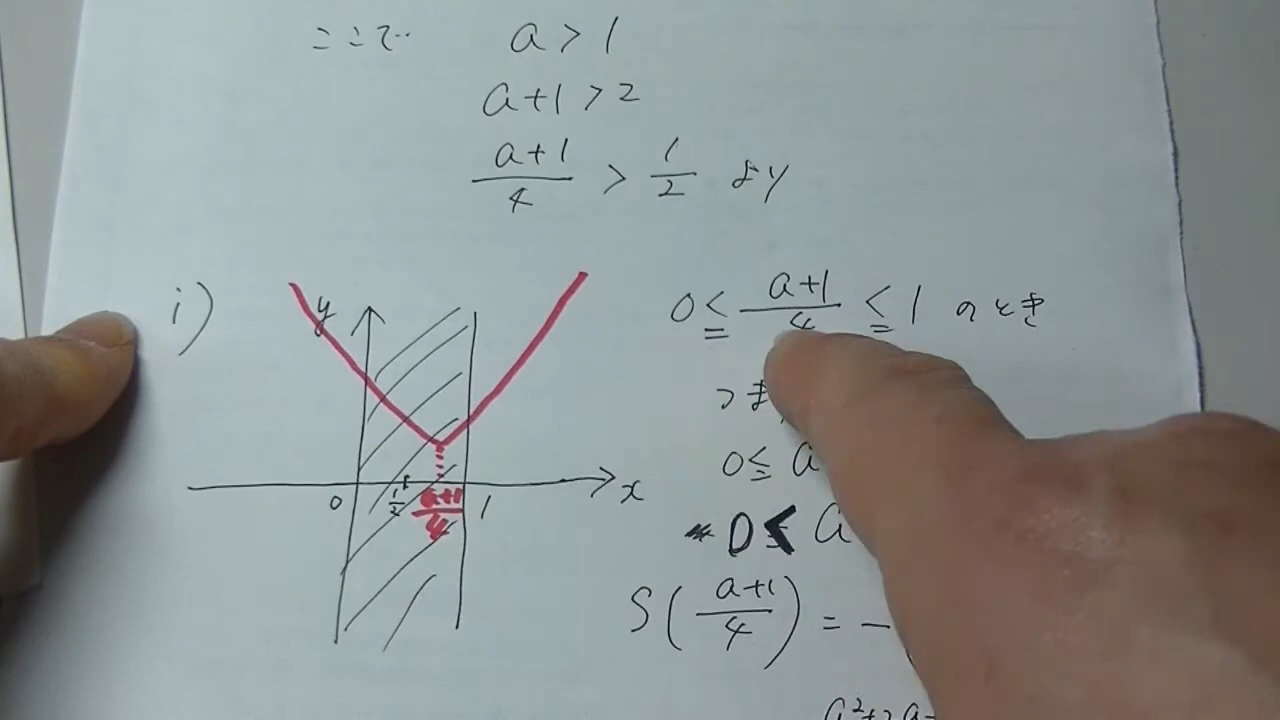 ここで a > 1
a+1 > 2
a+1/4 > 1/2 より
i)
y
0 1/2 a+1/4 1 x
0 ≦ a+1/4 ≦ 1 のとき
つま
0 ≦ a
0 < a
S(a+1/4) = -